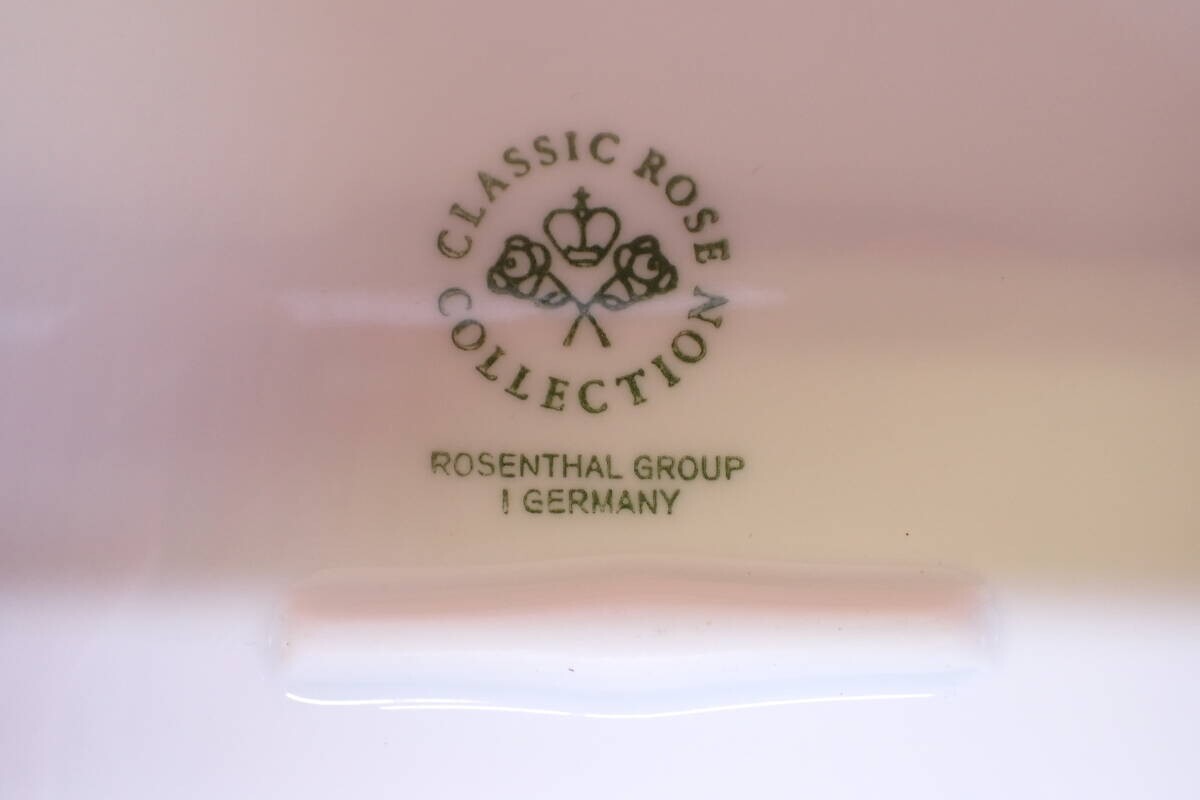 CLASSIC ROSE
COLLECTION
ROSENTHAL GROUP
I GERMANY